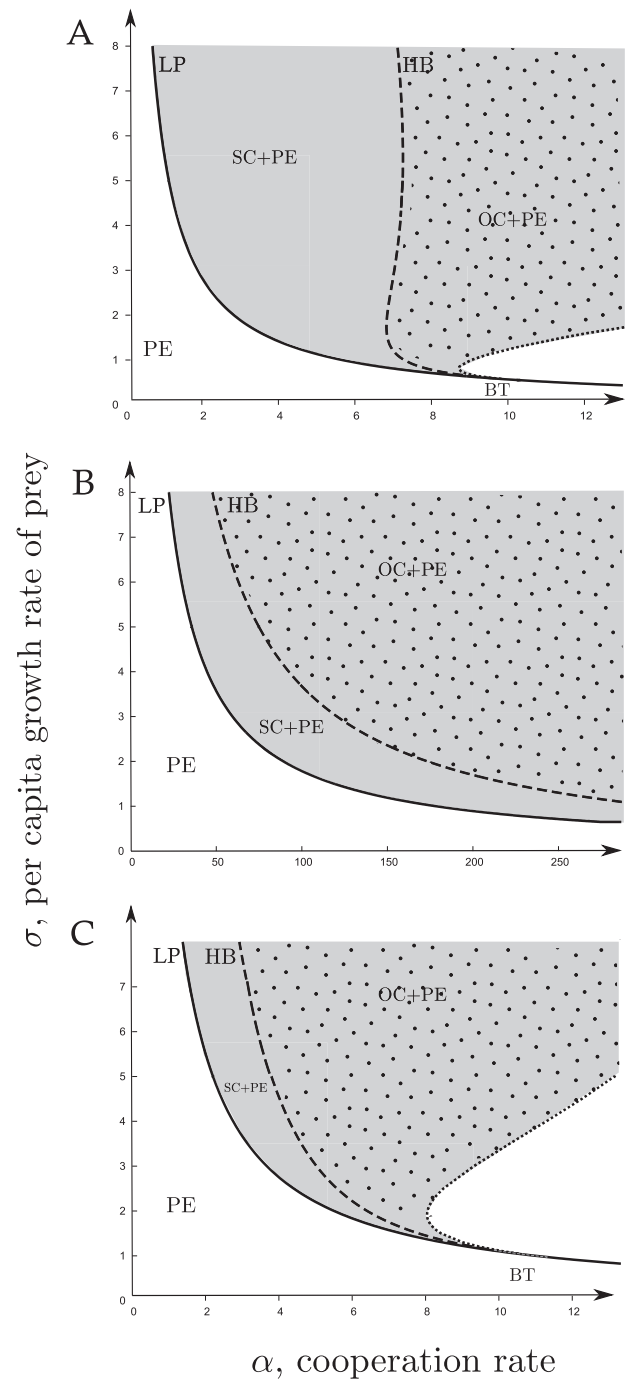 A
8
LP
HB
7
6
SC+PE
5
OC+PE
4
3
2
PE
1
BT
0
0 2 4 6 8 10 12
σ, per capita growth rate of prey
B
8
LP
HB
7
OC+PE
6
5
4
3
SC+PE
2
PE
1
0
0 50 100 150 200 250
C
LP
HB
7
OC+PE
6
5
SC+PE
4
3
2
PE
1
BT
0
0 2 4 6 8 10 12
α, cooperation rate